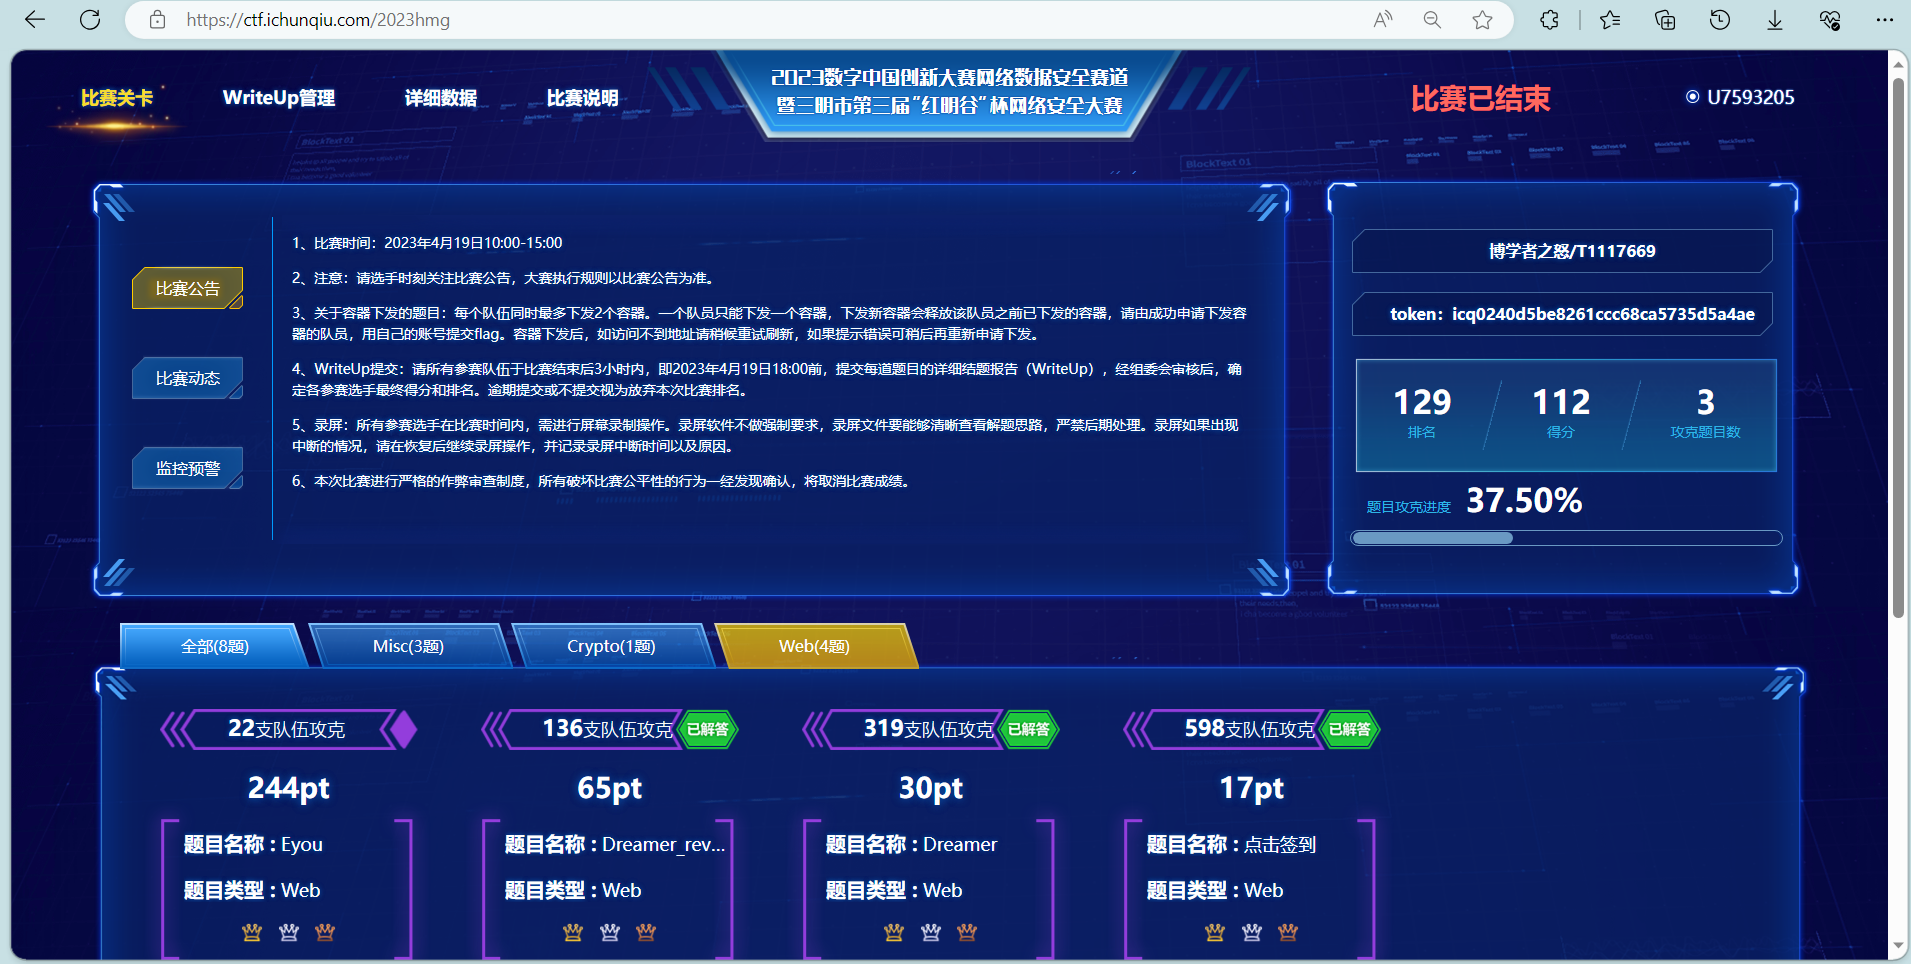 https://ctf.ichunqiu.com/2023hmg
比赛关卡
WriteUp管理
详细数据
比赛说明
2023数字中国创新大赛网络数据安全赛道
暨三明市第三届"红明谷"杯网络安全大赛
比赛已结束
U7593205
比赛公告
比赛动态
监控预警
1、比赛时间：2023年4月19日10:00-15:00
2、注意：请选手时刻关注比赛公告，大赛执行规则以比赛公告为准。
3、关于容器下发的题目：每个队伍同时最多下发2个容器。一个队员只能下发一个容器，下发新容器会释放该队员之前已下发的容器，请由成功申请下发容
器的队员，用自己的账号提交flag。容器下发后，如访问不到地址请稍候重试刷新，如果提示错误可稍后再重新申请下发。
4、WriteUp提交：请所有参赛队伍于比赛结束后3小时内，即2023年4月19日18:00前，提交每道题目的详细结题报告（WriteUp），经组委会审核后，确
定各参赛选手最终得分和排名。逾期提交或不提交视为放弃本次比赛排名。
5、录屏：所有参赛选手在比赛时间内，需进行屏幕录制操作。录屏软件不做强制要求，录屏文件要能够清晰查看解题思路，严禁后期处理。录屏如果出现
中断的情况，请在恢复后继续录屏操作，并记录录屏中断时间以及原因。
6、本次比赛进行严格的作弊审查制度，所有破坏比赛公平性的行为一经发现确认，将取消比赛成绩。
博学者之怒/T1117669
token：icq0240d5be8261ccc68ca5735d5a4ae
129 112 3
排名 得分 攻克题目数
题目攻克进度 37.50%
全部(8题) Misc(3题) Crypto(1题) Web(4题)
22支队伍攻克 136支队伍攻克 已解答 319支队伍攻克 已解答 598支队伍攻克 已解答
244pt 65pt 30pt 17pt
题目名称 : Eyou 题目名称 : Dreamer_rev... 题目名称 : Dreamer 题目名称 : 点击签到
题目类型 : Web 题目类型 : Web 题目类型 : Web 题目类型 : Web